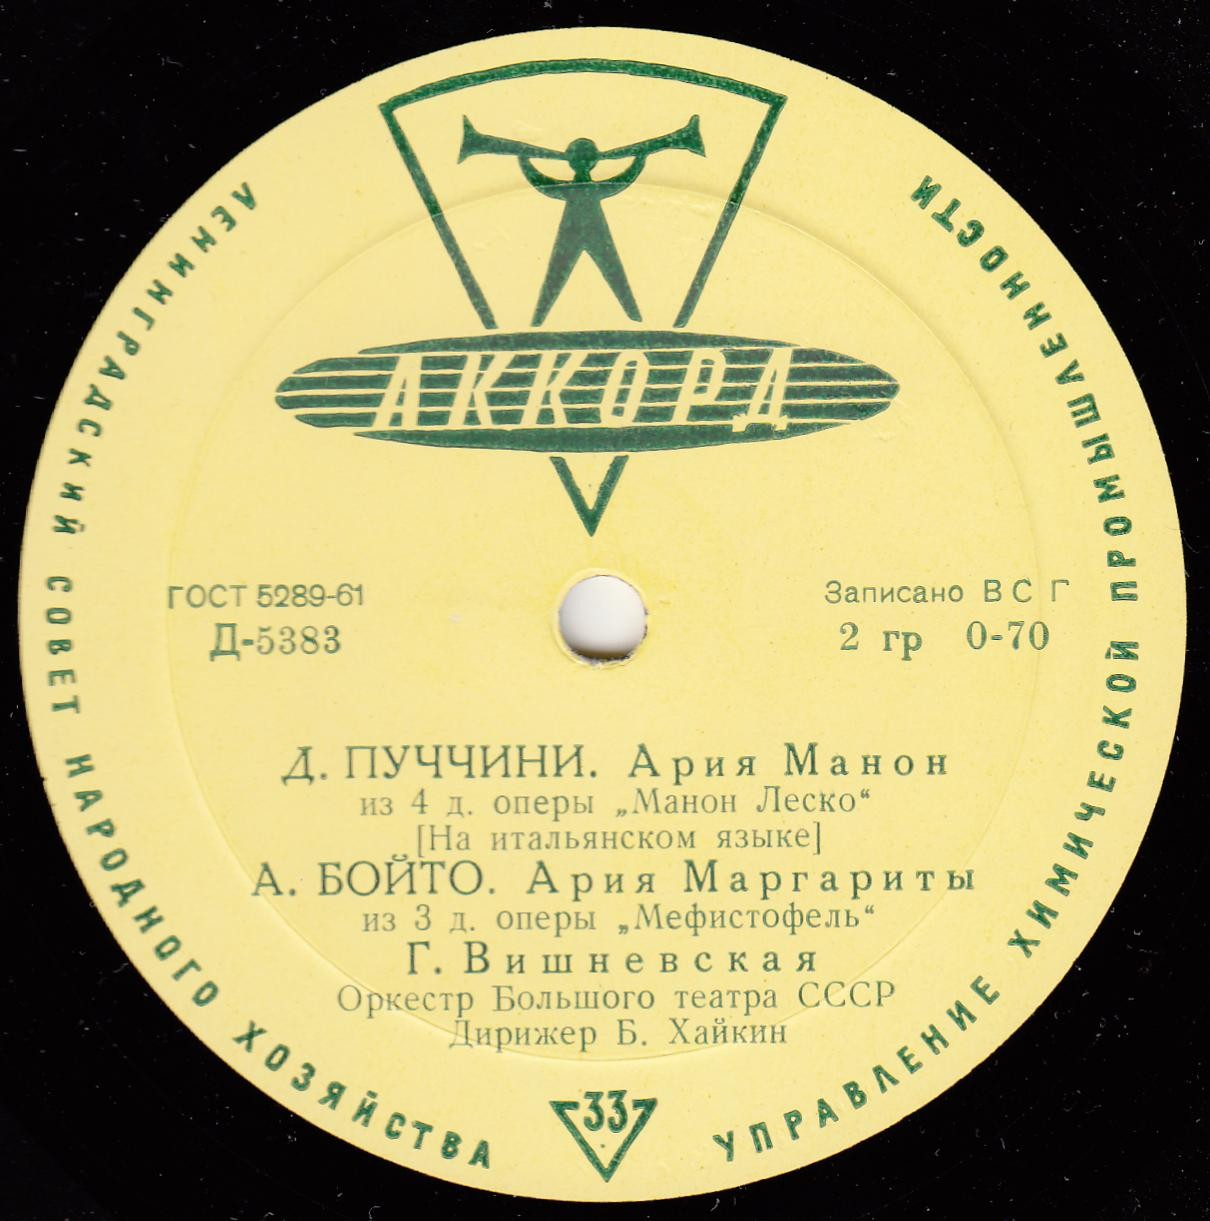 АККОРД
ЛЕНИНГРАДСКИЙ СОВЕТ НАРОДНОГО ХОЗЯЙСТВА
УПРАВЛЕНИЕ ХИМИЧЕСКОЙ ПРОМЫШЛЕННОСТИ
ГОСТ 5289-61
Д-5383
Записано ВСГ
2 гр 0-70
Д. ПУЧЧИНИ. Ария Манон
из 4 д. оперы „Манон Леско“
[На итальянском языке]
А. БОЙТО. Ария Маргариты
из 3 д. оперы „Мефистофель“
Г. Вишневская
Оркестр Большого театра СССР
Дирижер Б. Хайкин
33